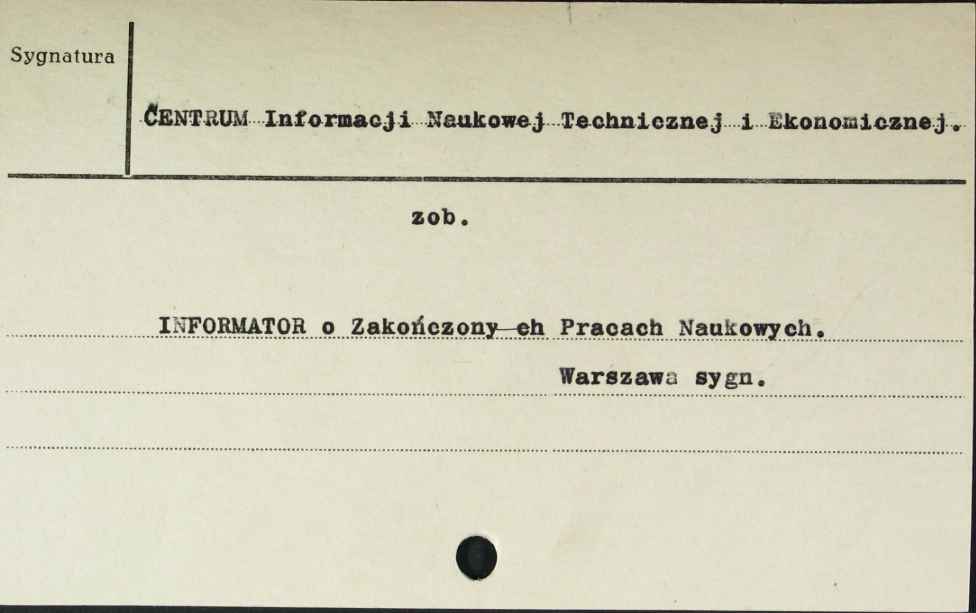 Sygnatura
CENTRUM Informacji Naukowej Technicznej i Ekonomicznej.
zob.
INFORMATOR o Zakończony-ch Pracach Naukowych.
Warszawa sygn.